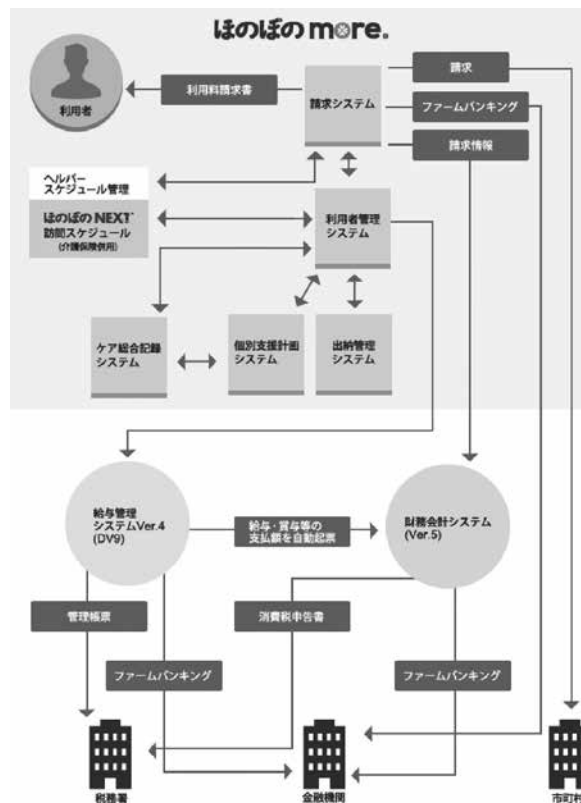 ほのぼの more®
請求
利用料請求書
利用者
請求システム
ファームバンキング
請求情報
ヘルパー
スケジュール管理
ほのぼのNEXT
訪問スケジュール
(介護保険併用)
利用者管理
システム
ケア総合記録
システム
個別支援計画
システム
出納管理
システム
給与管理
システムVer.4
(DV9)
給与・賞与等の
支払額を自動起票
財務会計システム
(Ver.5)
管理帳票
消費税申告書
ファームバンキング
ファームバンキング
税務署
金融機関
市町村